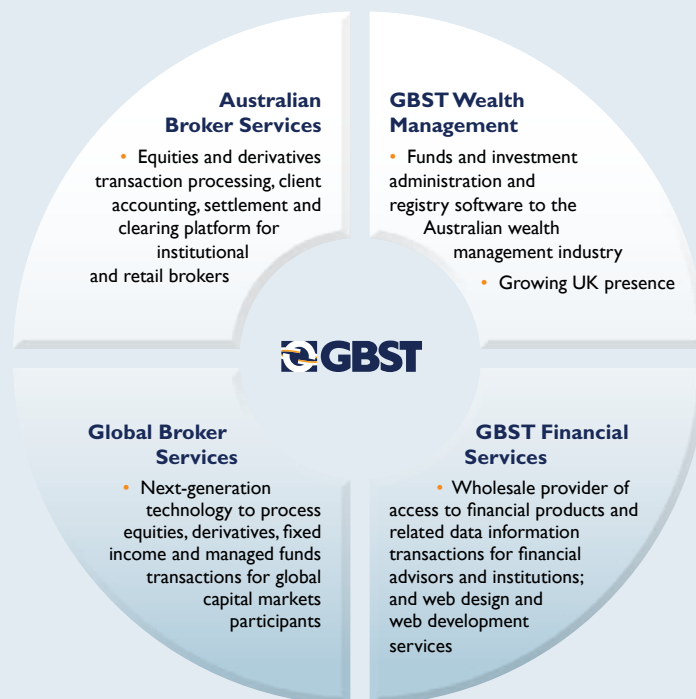 Australian
Broker Services
• Equities and derivatives
transaction processing, client
accounting, settlement and
clearing platform for
institutional
and retail brokers
GBST Wealth
Management
• Funds and investment
administration and
registry software to the
Australian wealth
management industry
• Growing UK presence
GBST
Global Broker
Services
• Next-generation
technology to process
equities, derivatives, fixed
income and managed funds
transactions for global
capital markets
participants
GBST Financial
Services
• Wholesale provider of
access to financial products and
related data information
transactions for financial
advisors and institutions;
and web design and
web development
services